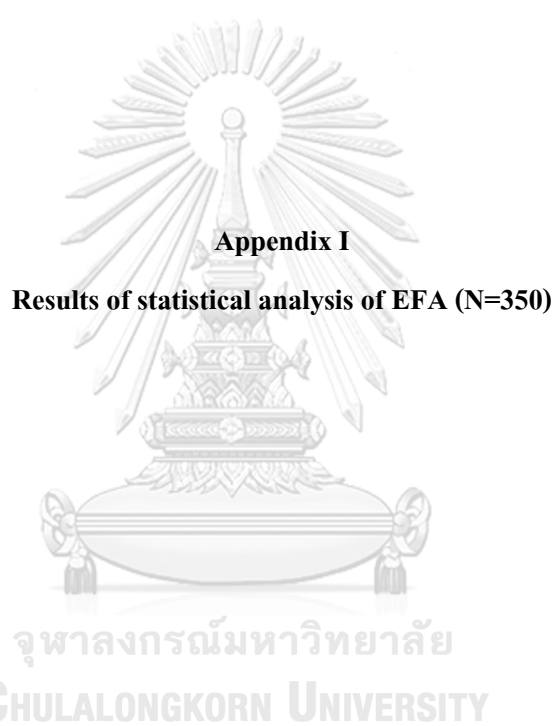 Appendix I
Results of statistical analysis of EFA (N=350)
จุฬาลงกรณ์มหาวิทยาลัย
CHULALONGKORN UNIVERSITY